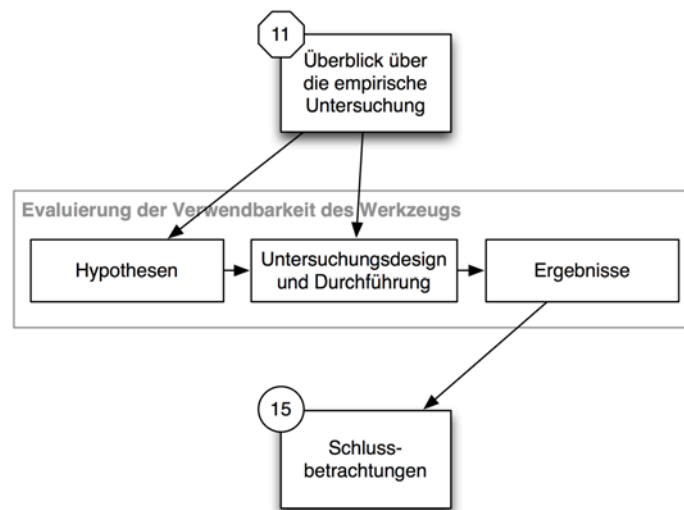 11
Überblick über
die empirische
Untersuchung
Evaluierung der Verwendbarkeit des Werkzeugs
Hypothesen
Untersuchungsdesign
und Durchführung
Ergebnisse
15
Schluss-
betrachtungen